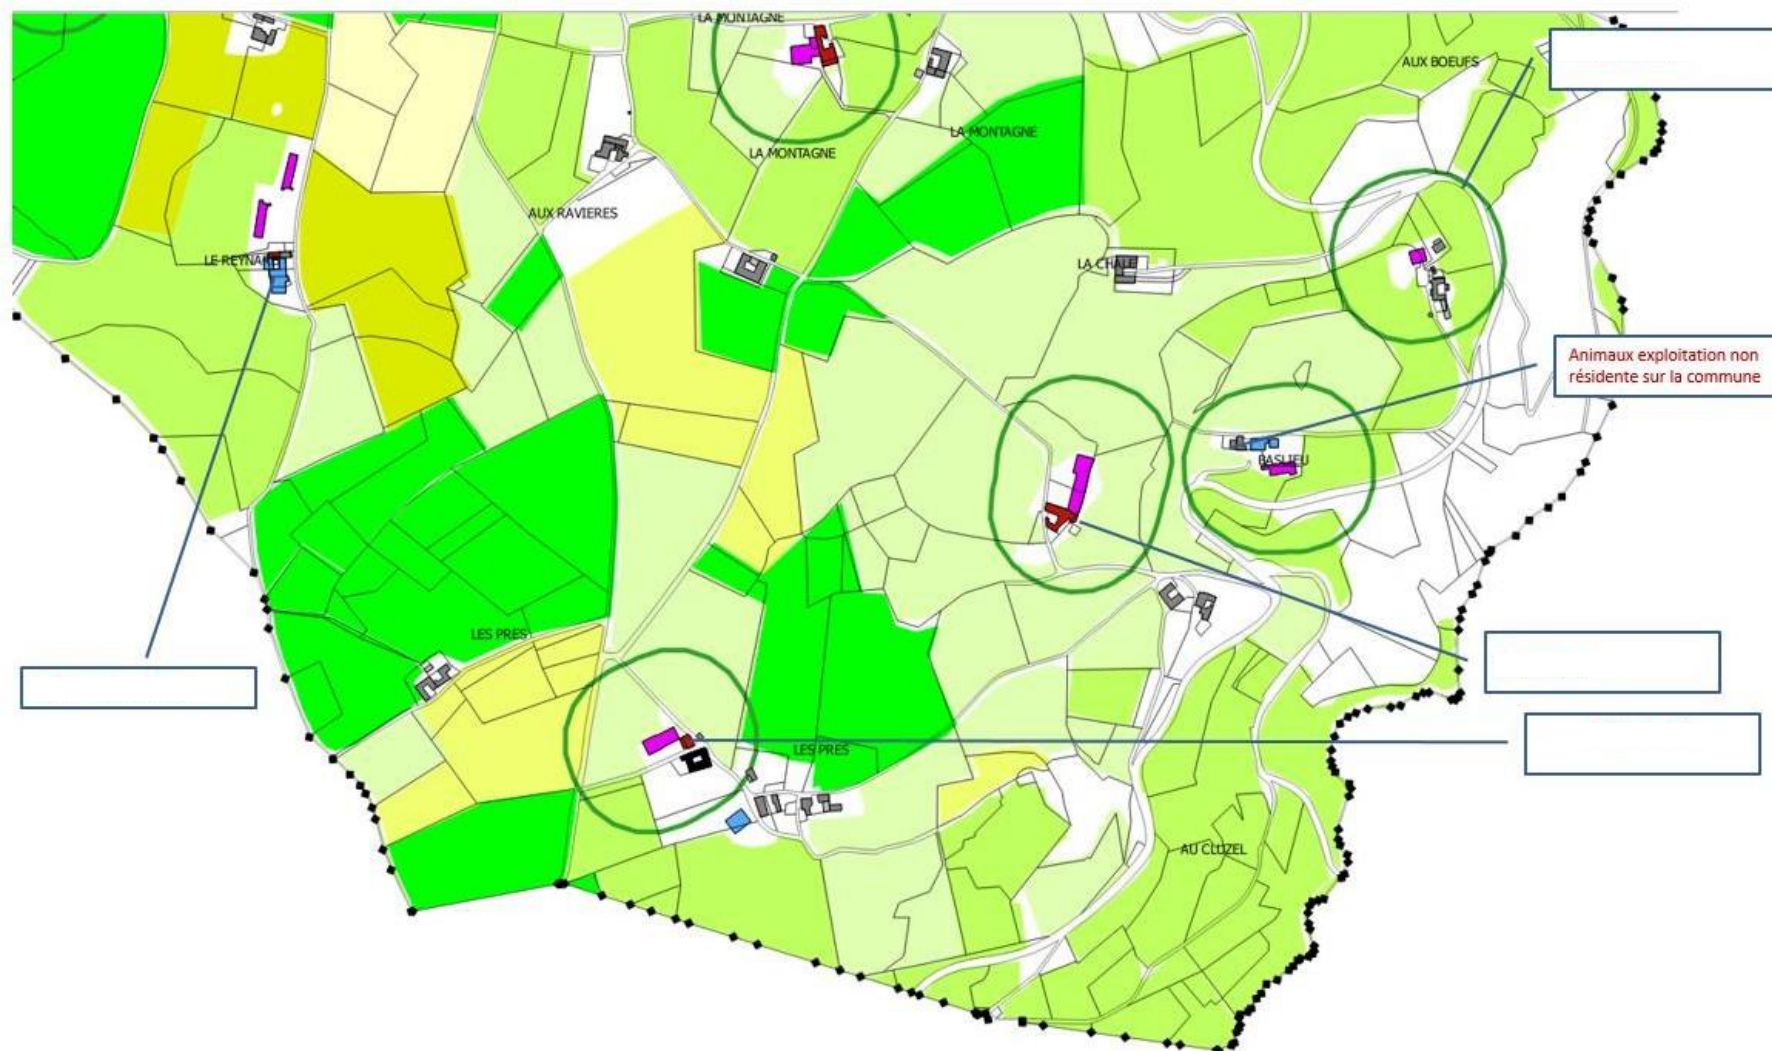 LA MONTAGNE
AUX BOEUFS
LA MONTAGNE
LA MONTAGNE
AUX RAVIERES
LA CHALE
Animaux exploitation non
résidente sur la commune
BASLIEU
LES PRES
LES PRES
AU CLUZEL